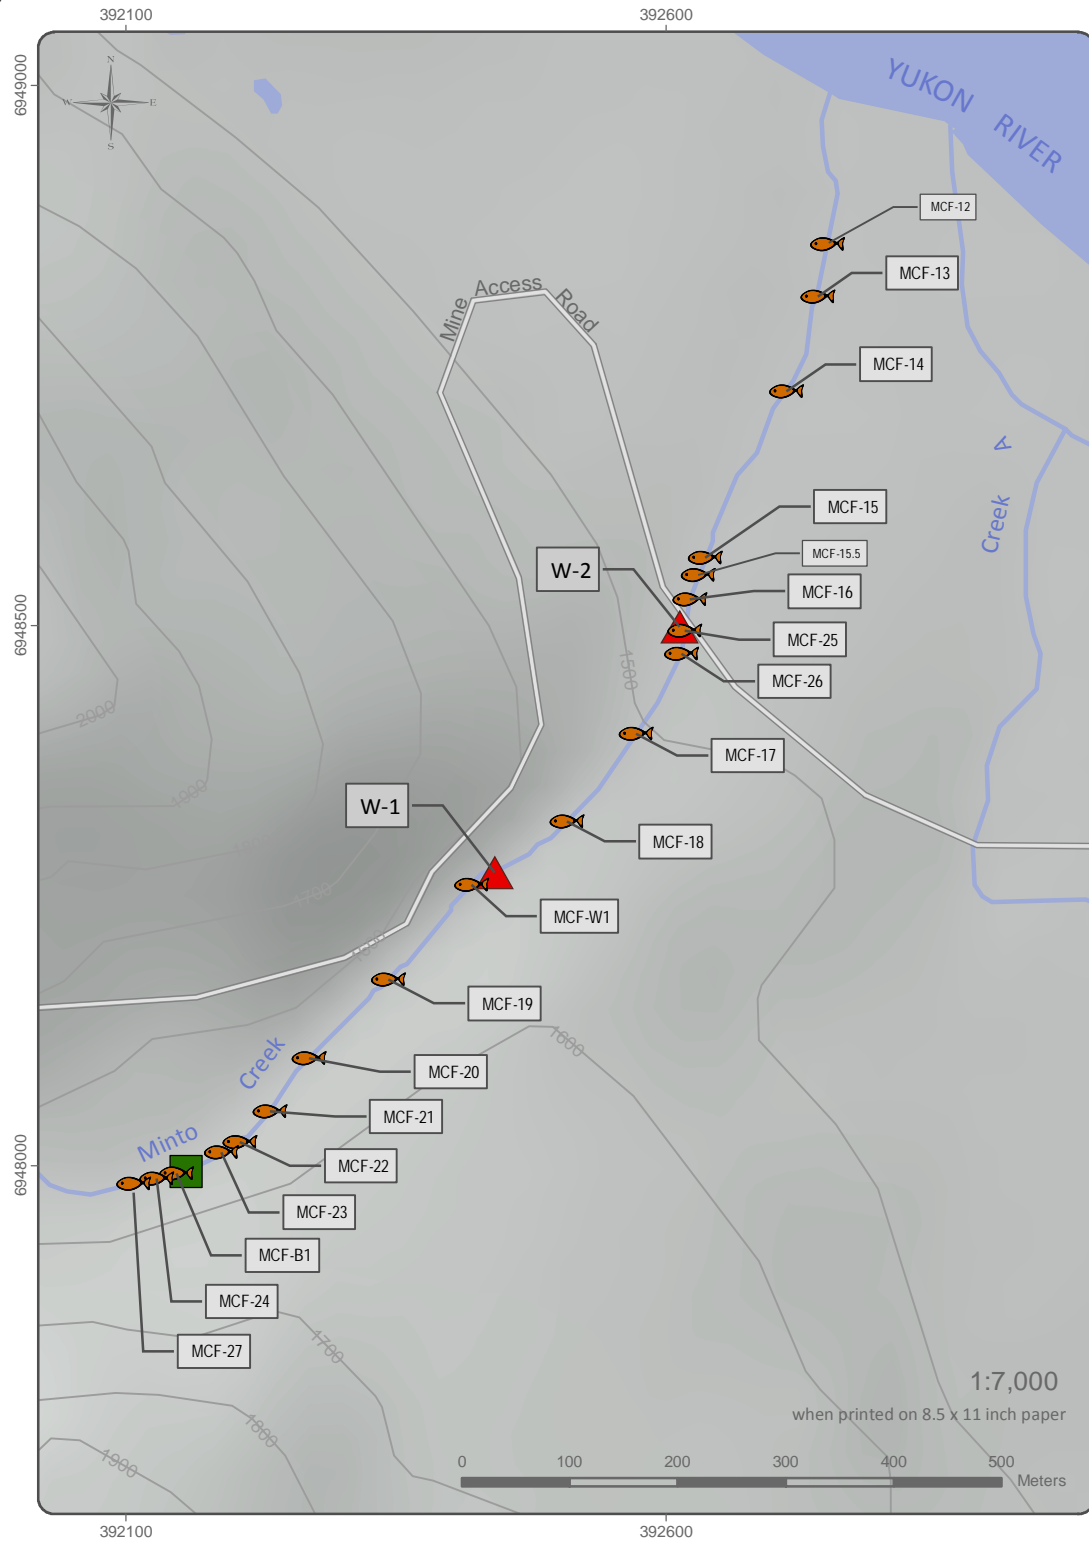 392100
392600
6949000
N
W
E
S
YUKON RIVER
MCF-12
MCF-13
Mine Access Road
MCF-14
Creek A
MCF-15
MCF-15.5
W-2
MCF-16
6948500
MCF-25
MCF-26
1500
2000
MCF-17
1900
W-1
MCF-18
1700
MCF-W1
MCF-19
1600
Creek
MCF-20
MCF-21
Minto
6948000
MCF-22
MCF-23
MCF-B1
MCF-24
MCF-27
1700
1:7,000
when printed on 8.5 x 11 inch paper
1800
1900
0
100
200
300
400
500
Meters
392100
392600